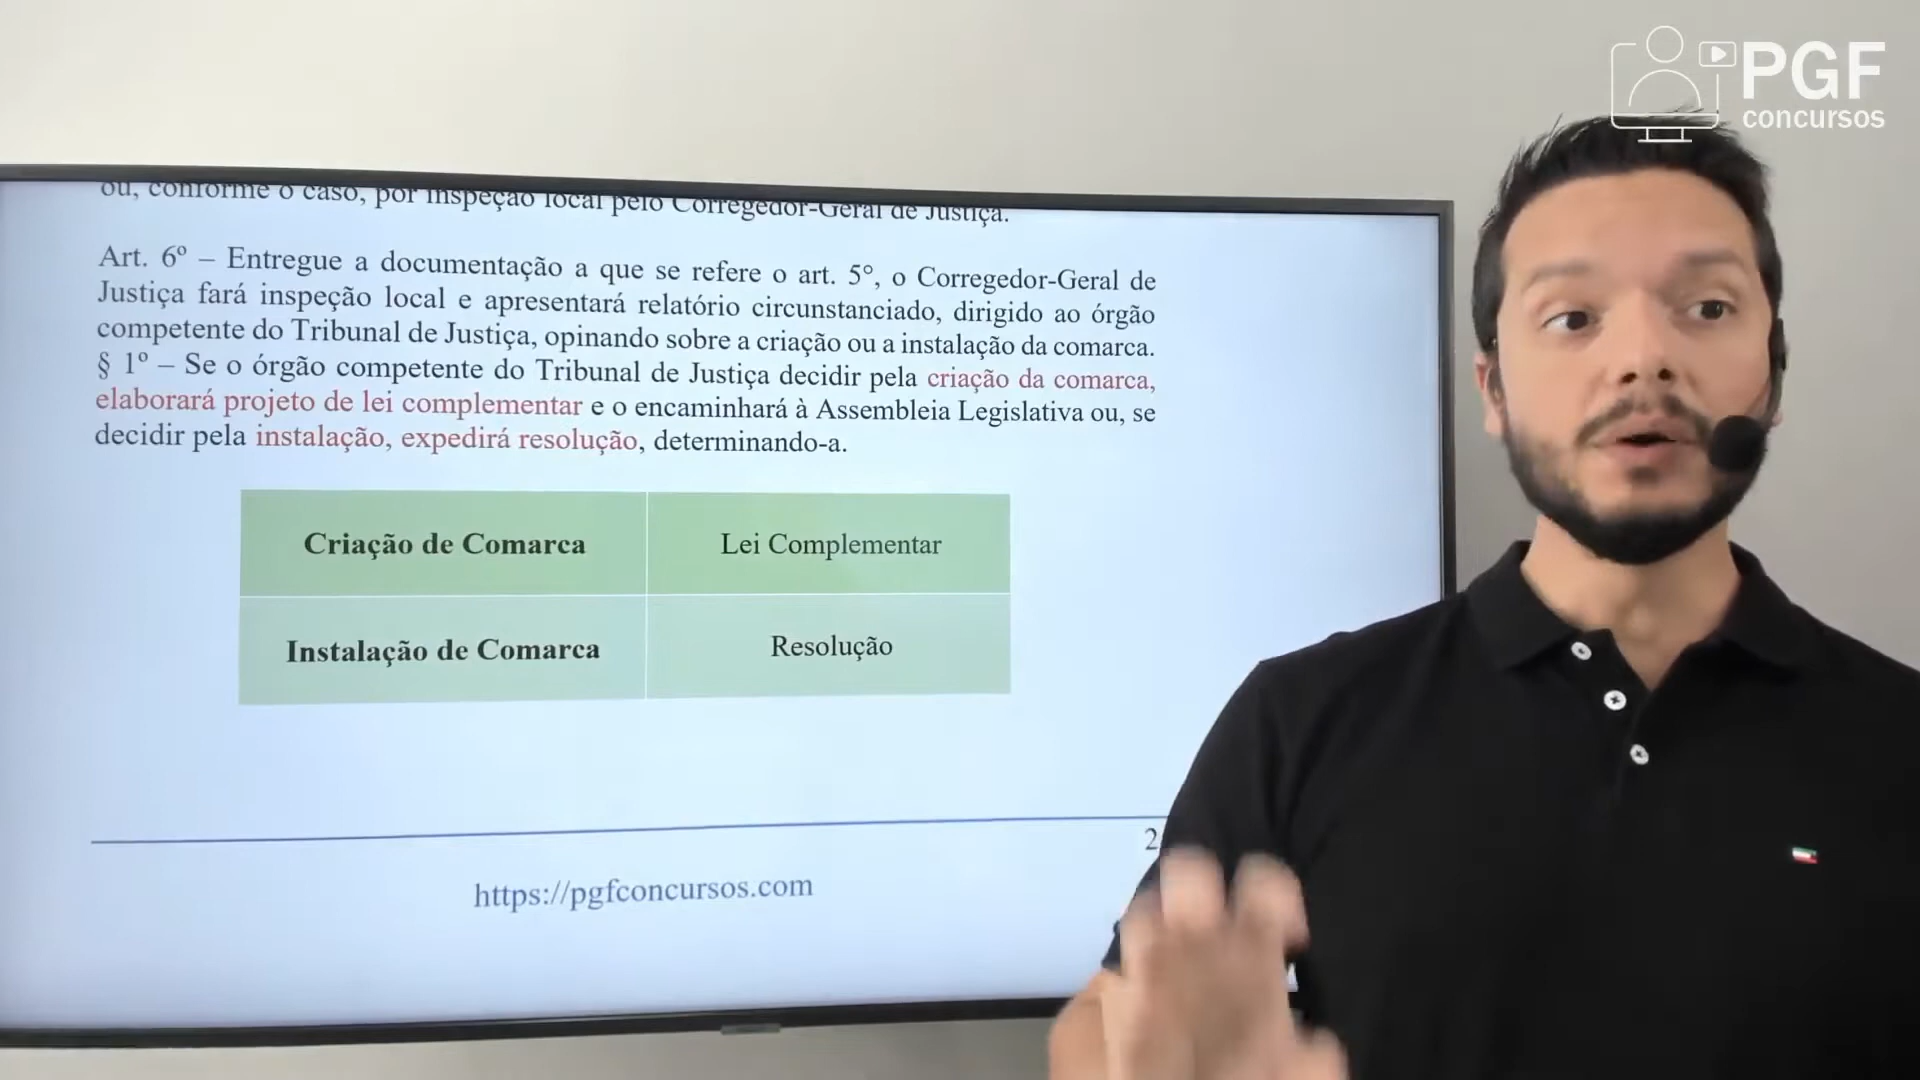 PGF
concursos
ou, conforme o caso, por inspeção local pelo Corregedor-Geral de Justiça.
Art. 6º – Entregue a documentação a que se refere o art. 5°, o Corregedor-Geral de
Justiça fará inspeção local e apresentará relatório circunstanciado, dirigido ao órgão
competente do Tribunal de Justiça, opinando sobre a criação ou a instalação da comarca.
§ 1º – Se o órgão competente do Tribunal de Justiça decidir pela criação da comarca,
elaborará projeto de lei complementar e o encaminhará à Assembleia Legislativa ou, se
decidir pela instalação, expedirá resolução, determinando-a.
Criação de Comarca Lei Complementar
Instalação de Comarca Resolução
2
https://pgfconcursos.com